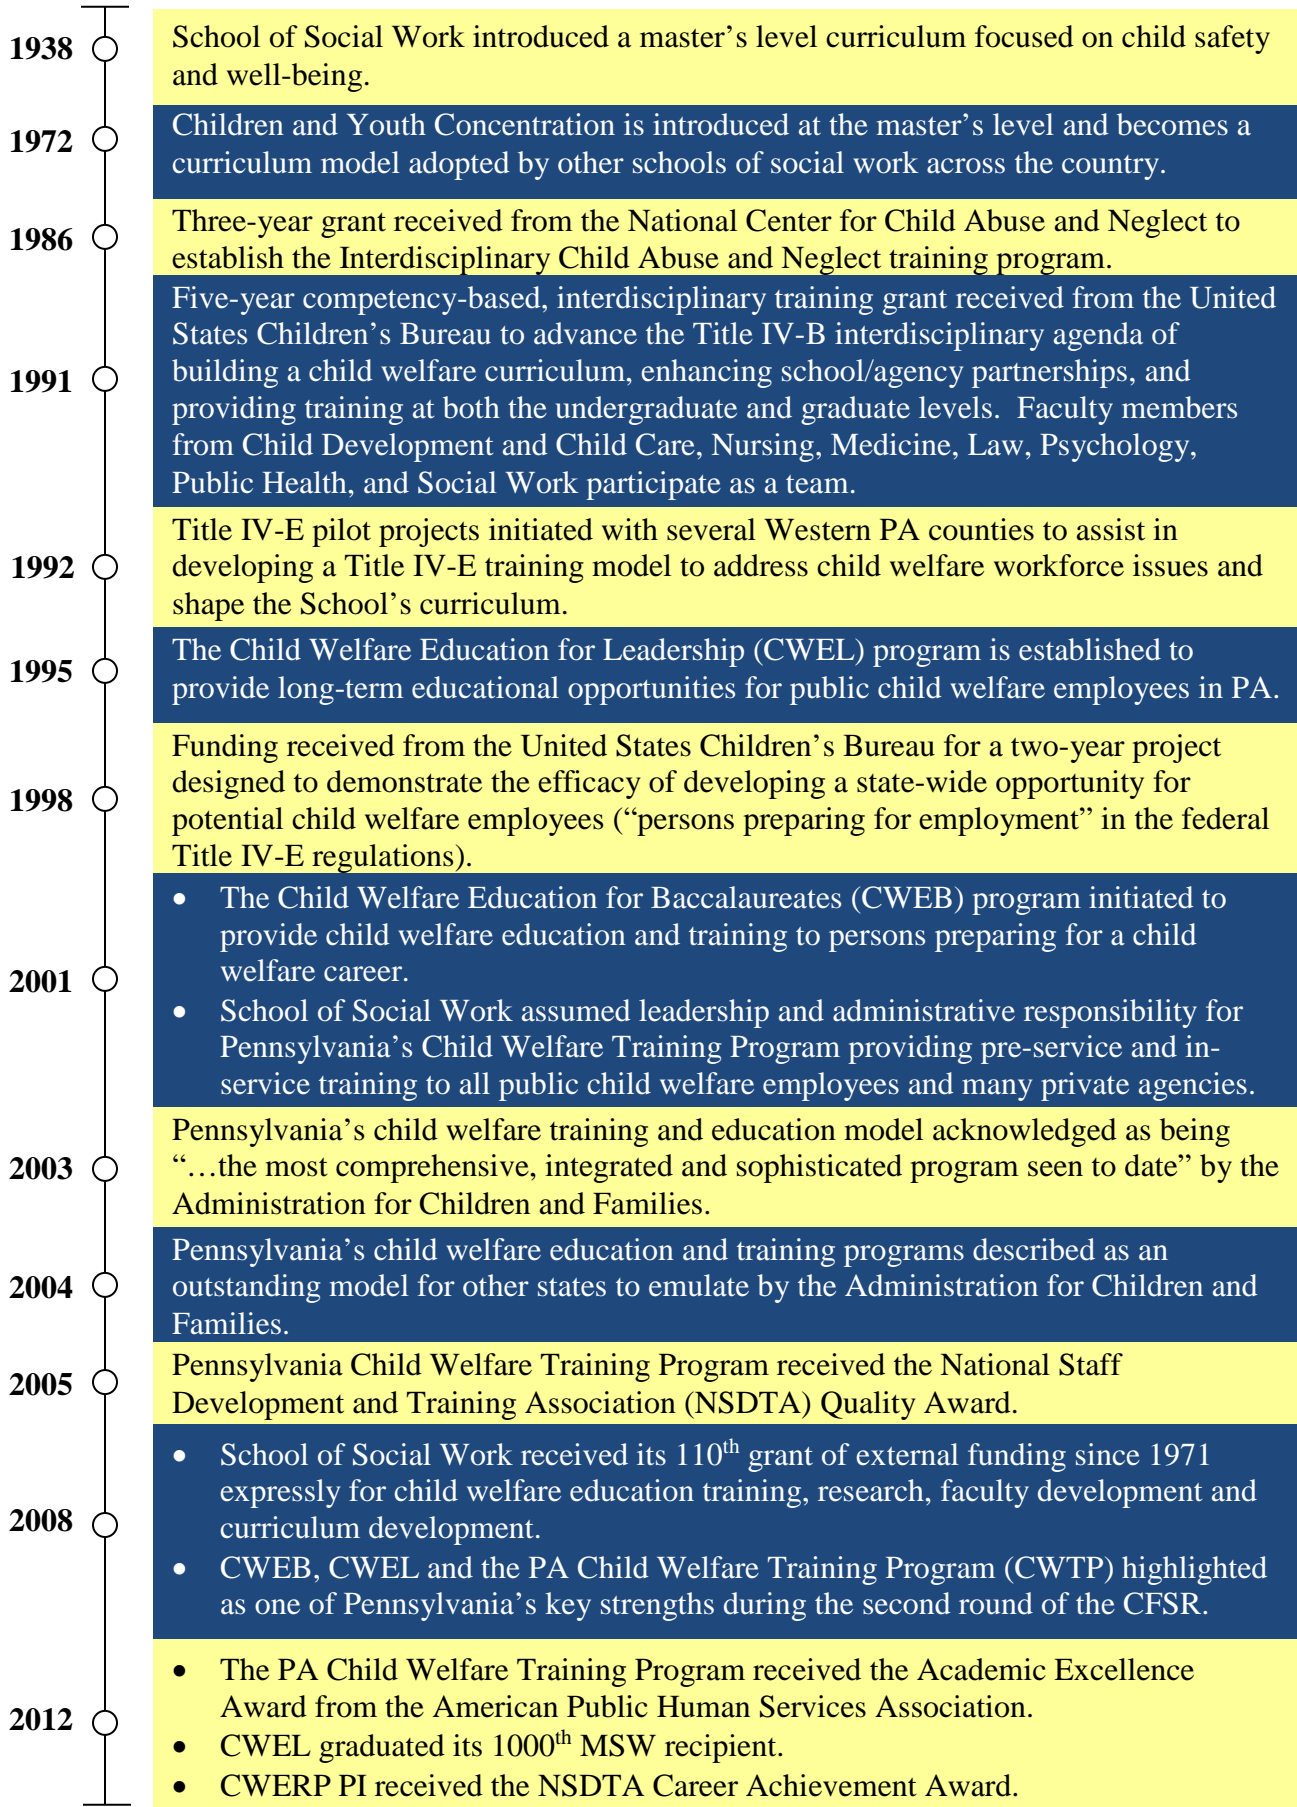 1938
School of Social Work introduced a master’s level curriculum focused on child safety
and well-being.
1972
Children and Youth Concentration is introduced at the master’s level and becomes a
curriculum model adopted by other schools of social work across the country.
1986
Three-year grant received from the National Center for Child Abuse and Neglect to
establish the Interdisciplinary Child Abuse and Neglect training program.
1991
Five-year competency-based, interdisciplinary training grant received from the United
States Children’s Bureau to advance the Title IV-B interdisciplinary agenda of
building a child welfare curriculum, enhancing school/agency partnerships, and
providing training at both the undergraduate and graduate levels.  Faculty members
from Child Development and Child Care, Nursing, Medicine, Law, Psychology,
Public Health, and Social Work participate as a team.
1992
Title IV-E pilot projects initiated with several Western PA counties to assist in
developing a Title IV-E training model to address child welfare workforce issues and
shape the School’s curriculum.
1995
The Child Welfare Education for Leadership (CWEL) program is established to
provide long-term educational opportunities for public child welfare employees in PA.
1998
Funding received from the United States Children’s Bureau for a two-year project
designed to demonstrate the efficacy of developing a state-wide opportunity for
potential child welfare employees (“persons preparing for employment” in the federal
Title IV-E regulations).
2001
• The Child Welfare Education for Baccalaureates (CWEB) program initiated to
provide child welfare education and training to persons preparing for a child
welfare career.
• School of Social Work assumed leadership and administrative responsibility for
Pennsylvania’s Child Welfare Training Program providing pre-service and in-
service training to all public child welfare employees and many private agencies.
2003
Pennsylvania’s child welfare training and education model acknowledged as being
“…the most comprehensive, integrated and sophisticated program seen to date” by the
Administration for Children and Families.
2004
Pennsylvania’s child welfare education and training programs described as an
outstanding model for other states to emulate by the Administration for Children and
Families.
2005
Pennsylvania Child Welfare Training Program received the National Staff
Development and Training Association (NSDTA) Quality Award.
2008
• School of Social Work received its 110th grant of external funding since 1971
expressly for child welfare education training, research, faculty development and
curriculum development.
• CWEB, CWEL and the PA Child Welfare Training Program (CWTP) highlighted
as one of Pennsylvania’s key strengths during the second round of the CFSR.
2012
• The PA Child Welfare Training Program received the Academic Excellence
Award from the American Public Human Services Association.
• CWEL graduated its 1000th MSW recipient.
• CWERP PI received the NSDTA Career Achievement Award.